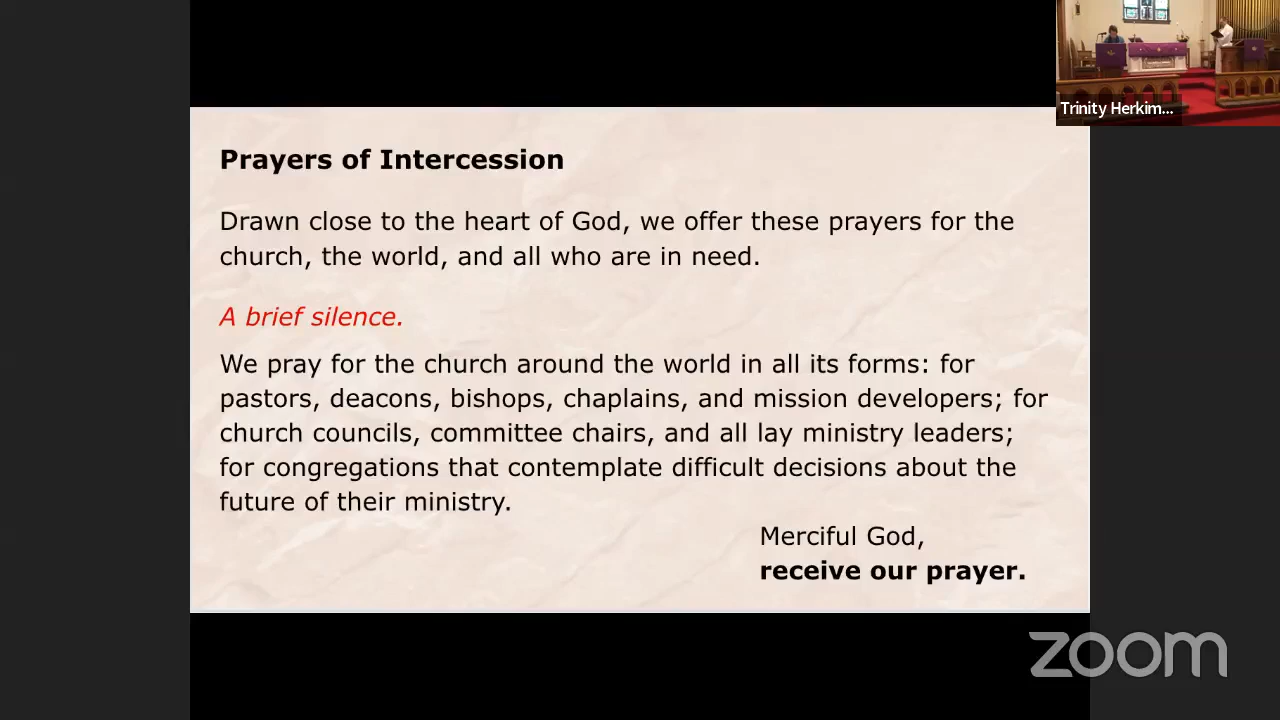 Trinity Herkim...
Prayers of Intercession
Drawn close to the heart of God, we offer these prayers for the
church, the world, and all who are in need.
A brief silence.
We pray for the church around the world in all its forms: for
pastors, deacons, bishops, chaplains, and mission developers; for
church councils, committee chairs, and all lay ministry leaders;
for congregations that contemplate difficult decisions about the
future of their ministry.
Merciful God,
receive our prayer.
zoom